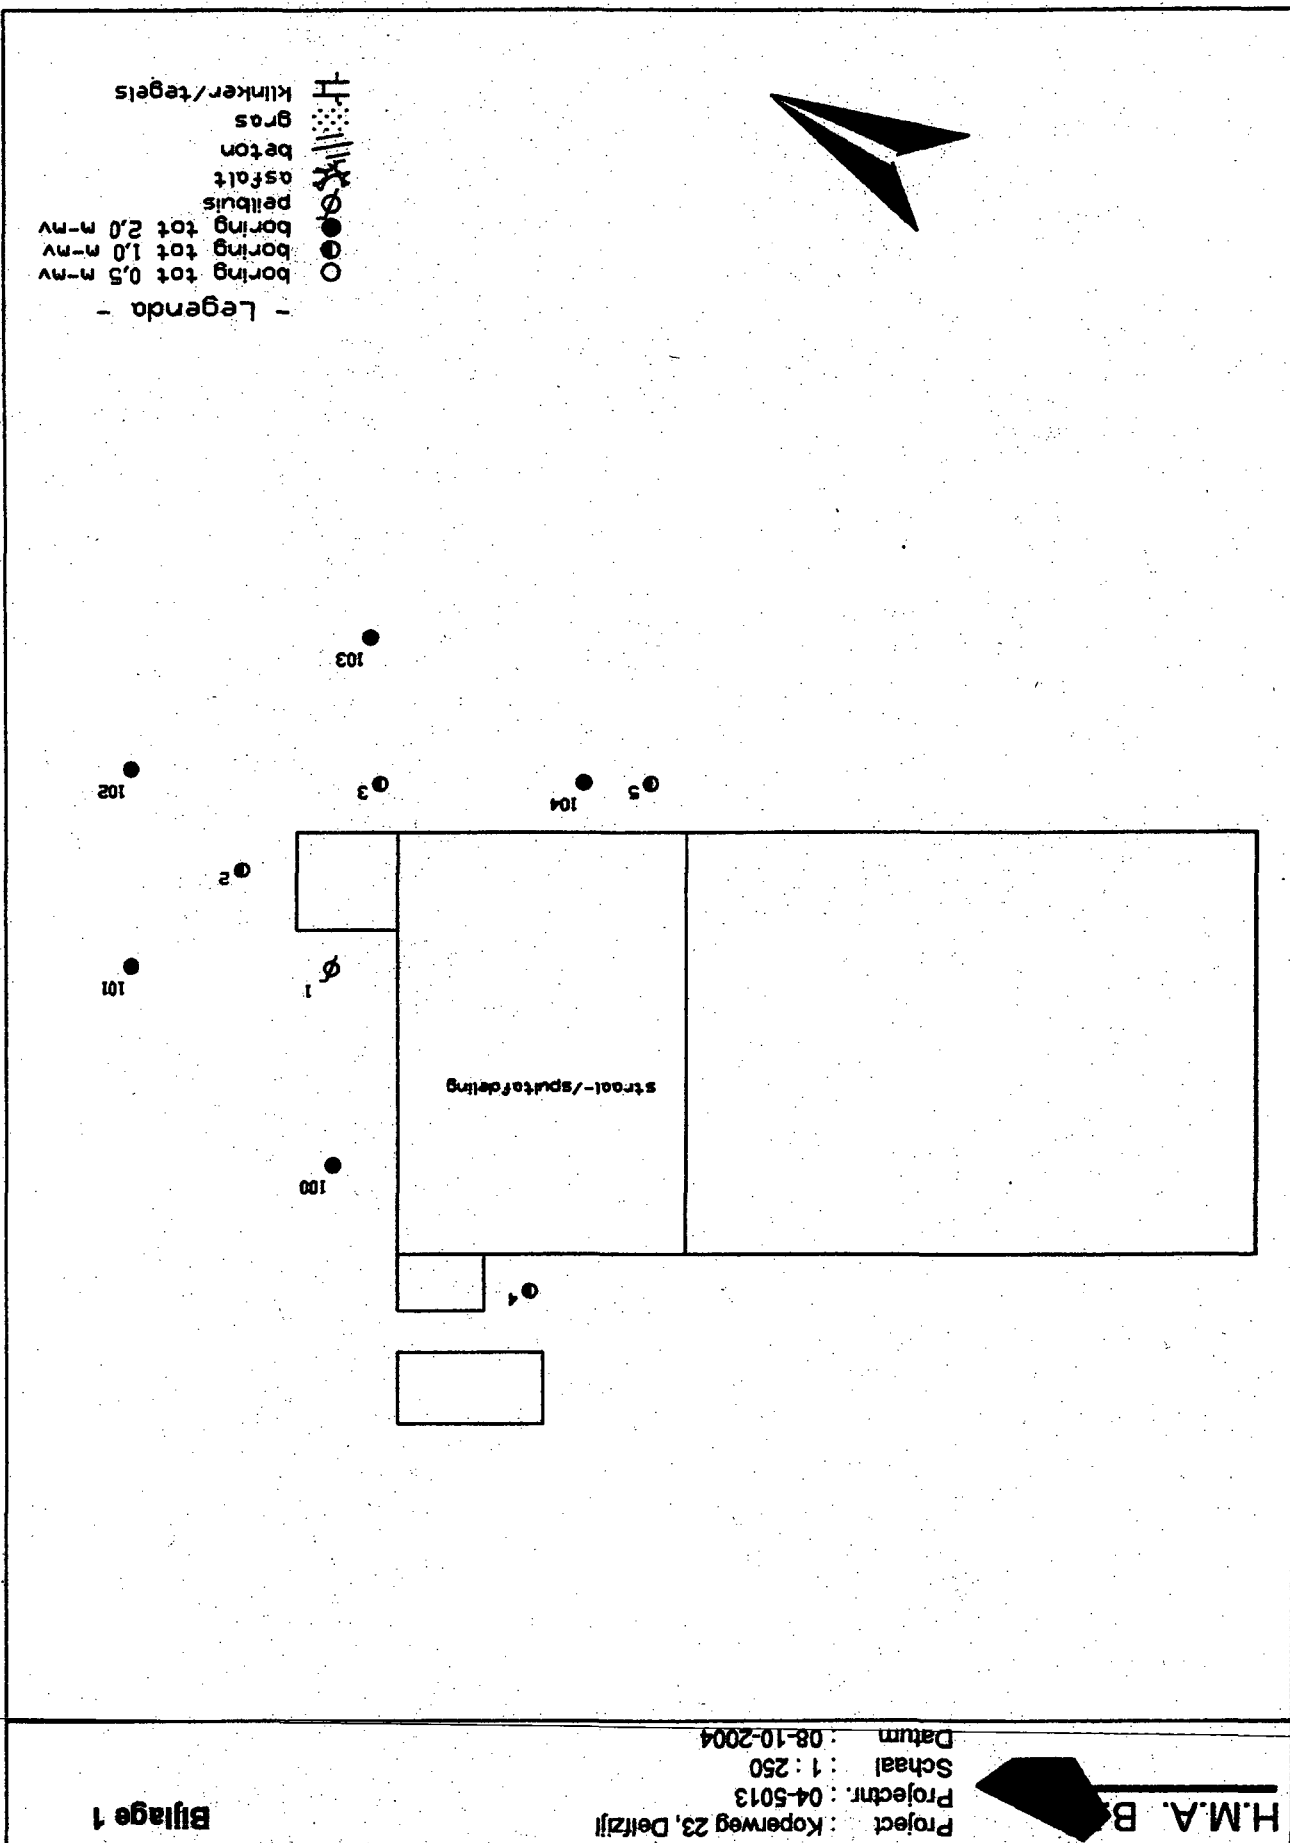 H.M.A. B
Project : Koperweg 23, Delfzijl
Projectnr. : 04-5013
Schaal : 1 : 250
Datum : 08-10-2004
Bijlage 1
4
100
straal-/spuitafdeling
1
101
2
5
104
3
102
103
- Legenda -
boring tot 0,5 m-mv
boring tot 1,0 m-mv
boring tot 2,0 m-mv
peilbuis
asfalt
beton
gras
klinker/tegels